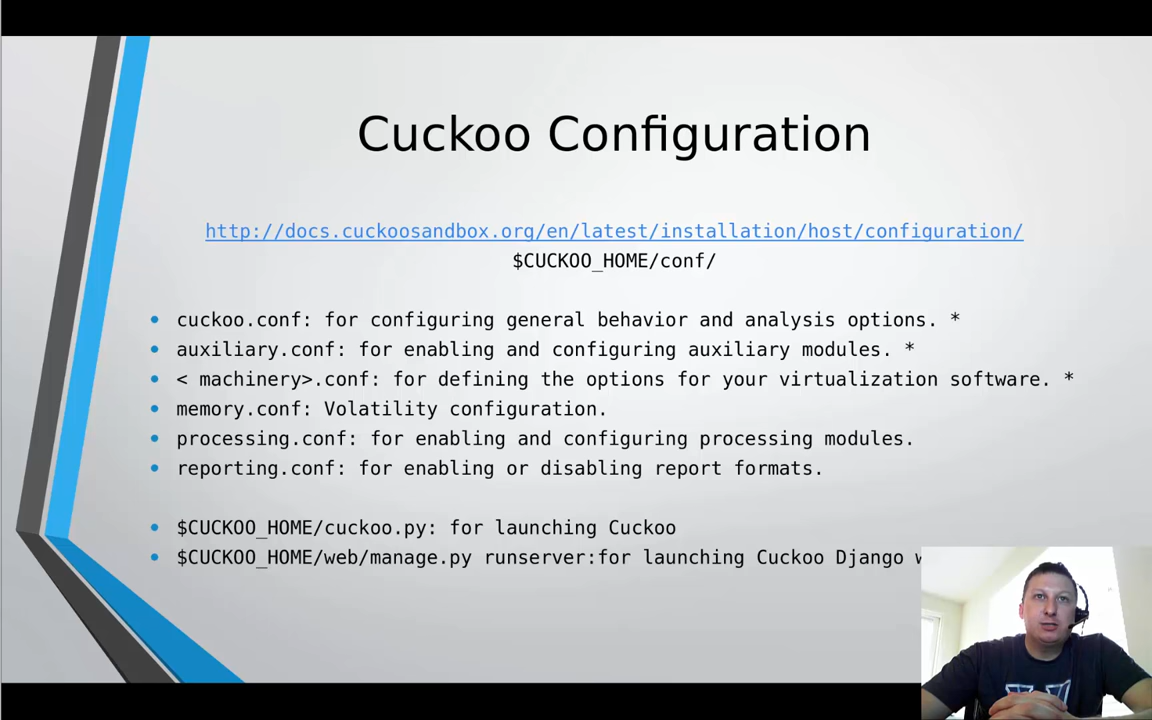 Cuckoo Configuration
http://docs.cuckoosandbox.org/en/latest/installation/host/configuration/
$CUCKOO_HOME/conf/
cuckoo.conf: for configuring general behavior and analysis options. *
auxiliary.conf: for enabling and configuring auxiliary modules. *
< machinery>.conf: for defining the options for your virtualization software. *
memory.conf: Volatility configuration.
processing.conf: for enabling and configuring processing modules.
reporting.conf: for enabling or disabling report formats.
$CUCKOO_HOME/cuckoo.py: for launching Cuckoo
$CUCKOO_HOME/web/manage.py runserver:for launching Cuckoo Django